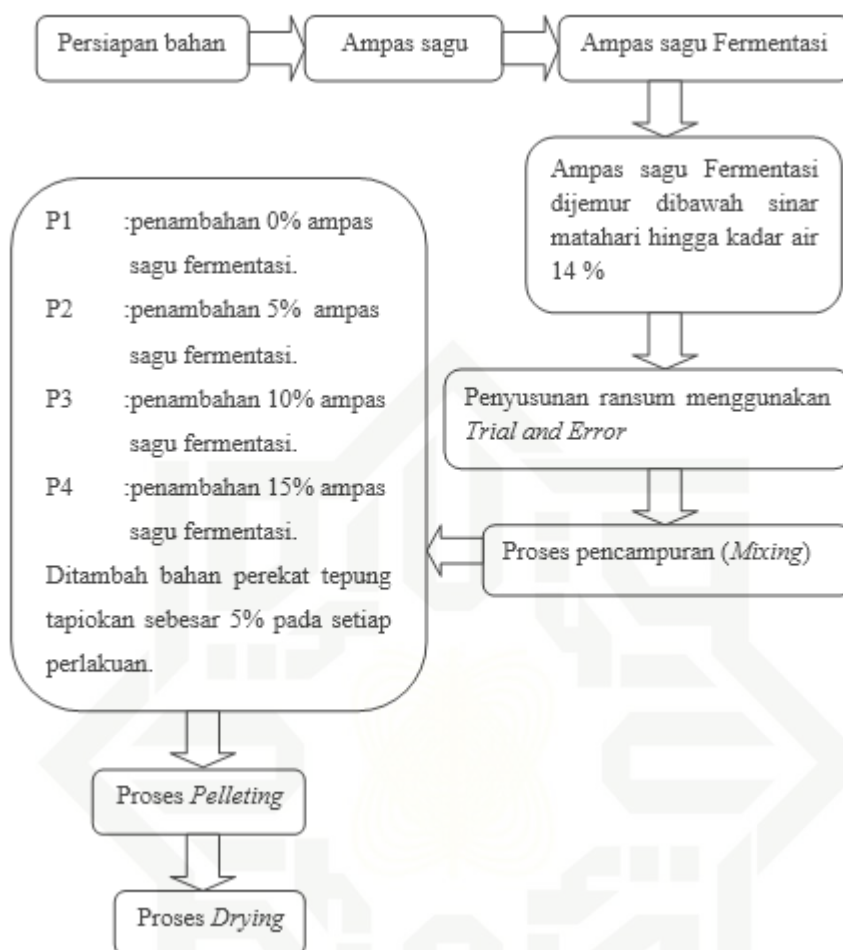 Persiapan bahan
Ampas sagu
Ampas sagu Fermentasi
Ampas sagu Fermentasi
dijemur dibawah sinar
matahari hingga kadar air
14 %
Penyusunan ransum menggunakan
Trial and Error
Proses pencampuran (Mixing)
P1 :penambahan 0% ampas
sagu fermentasi.
P2 :penambahan 5% ampas
sagu fermentasi.
P3 :penambahan 10% ampas
sagu fermentasi.
P4 :penambahan 15% ampas
sagu fermentasi.
Ditambah bahan perekat tepung
tapiokan sebesar 5% pada setiap
perlakuan.
Proses Pelleting
Proses Drying